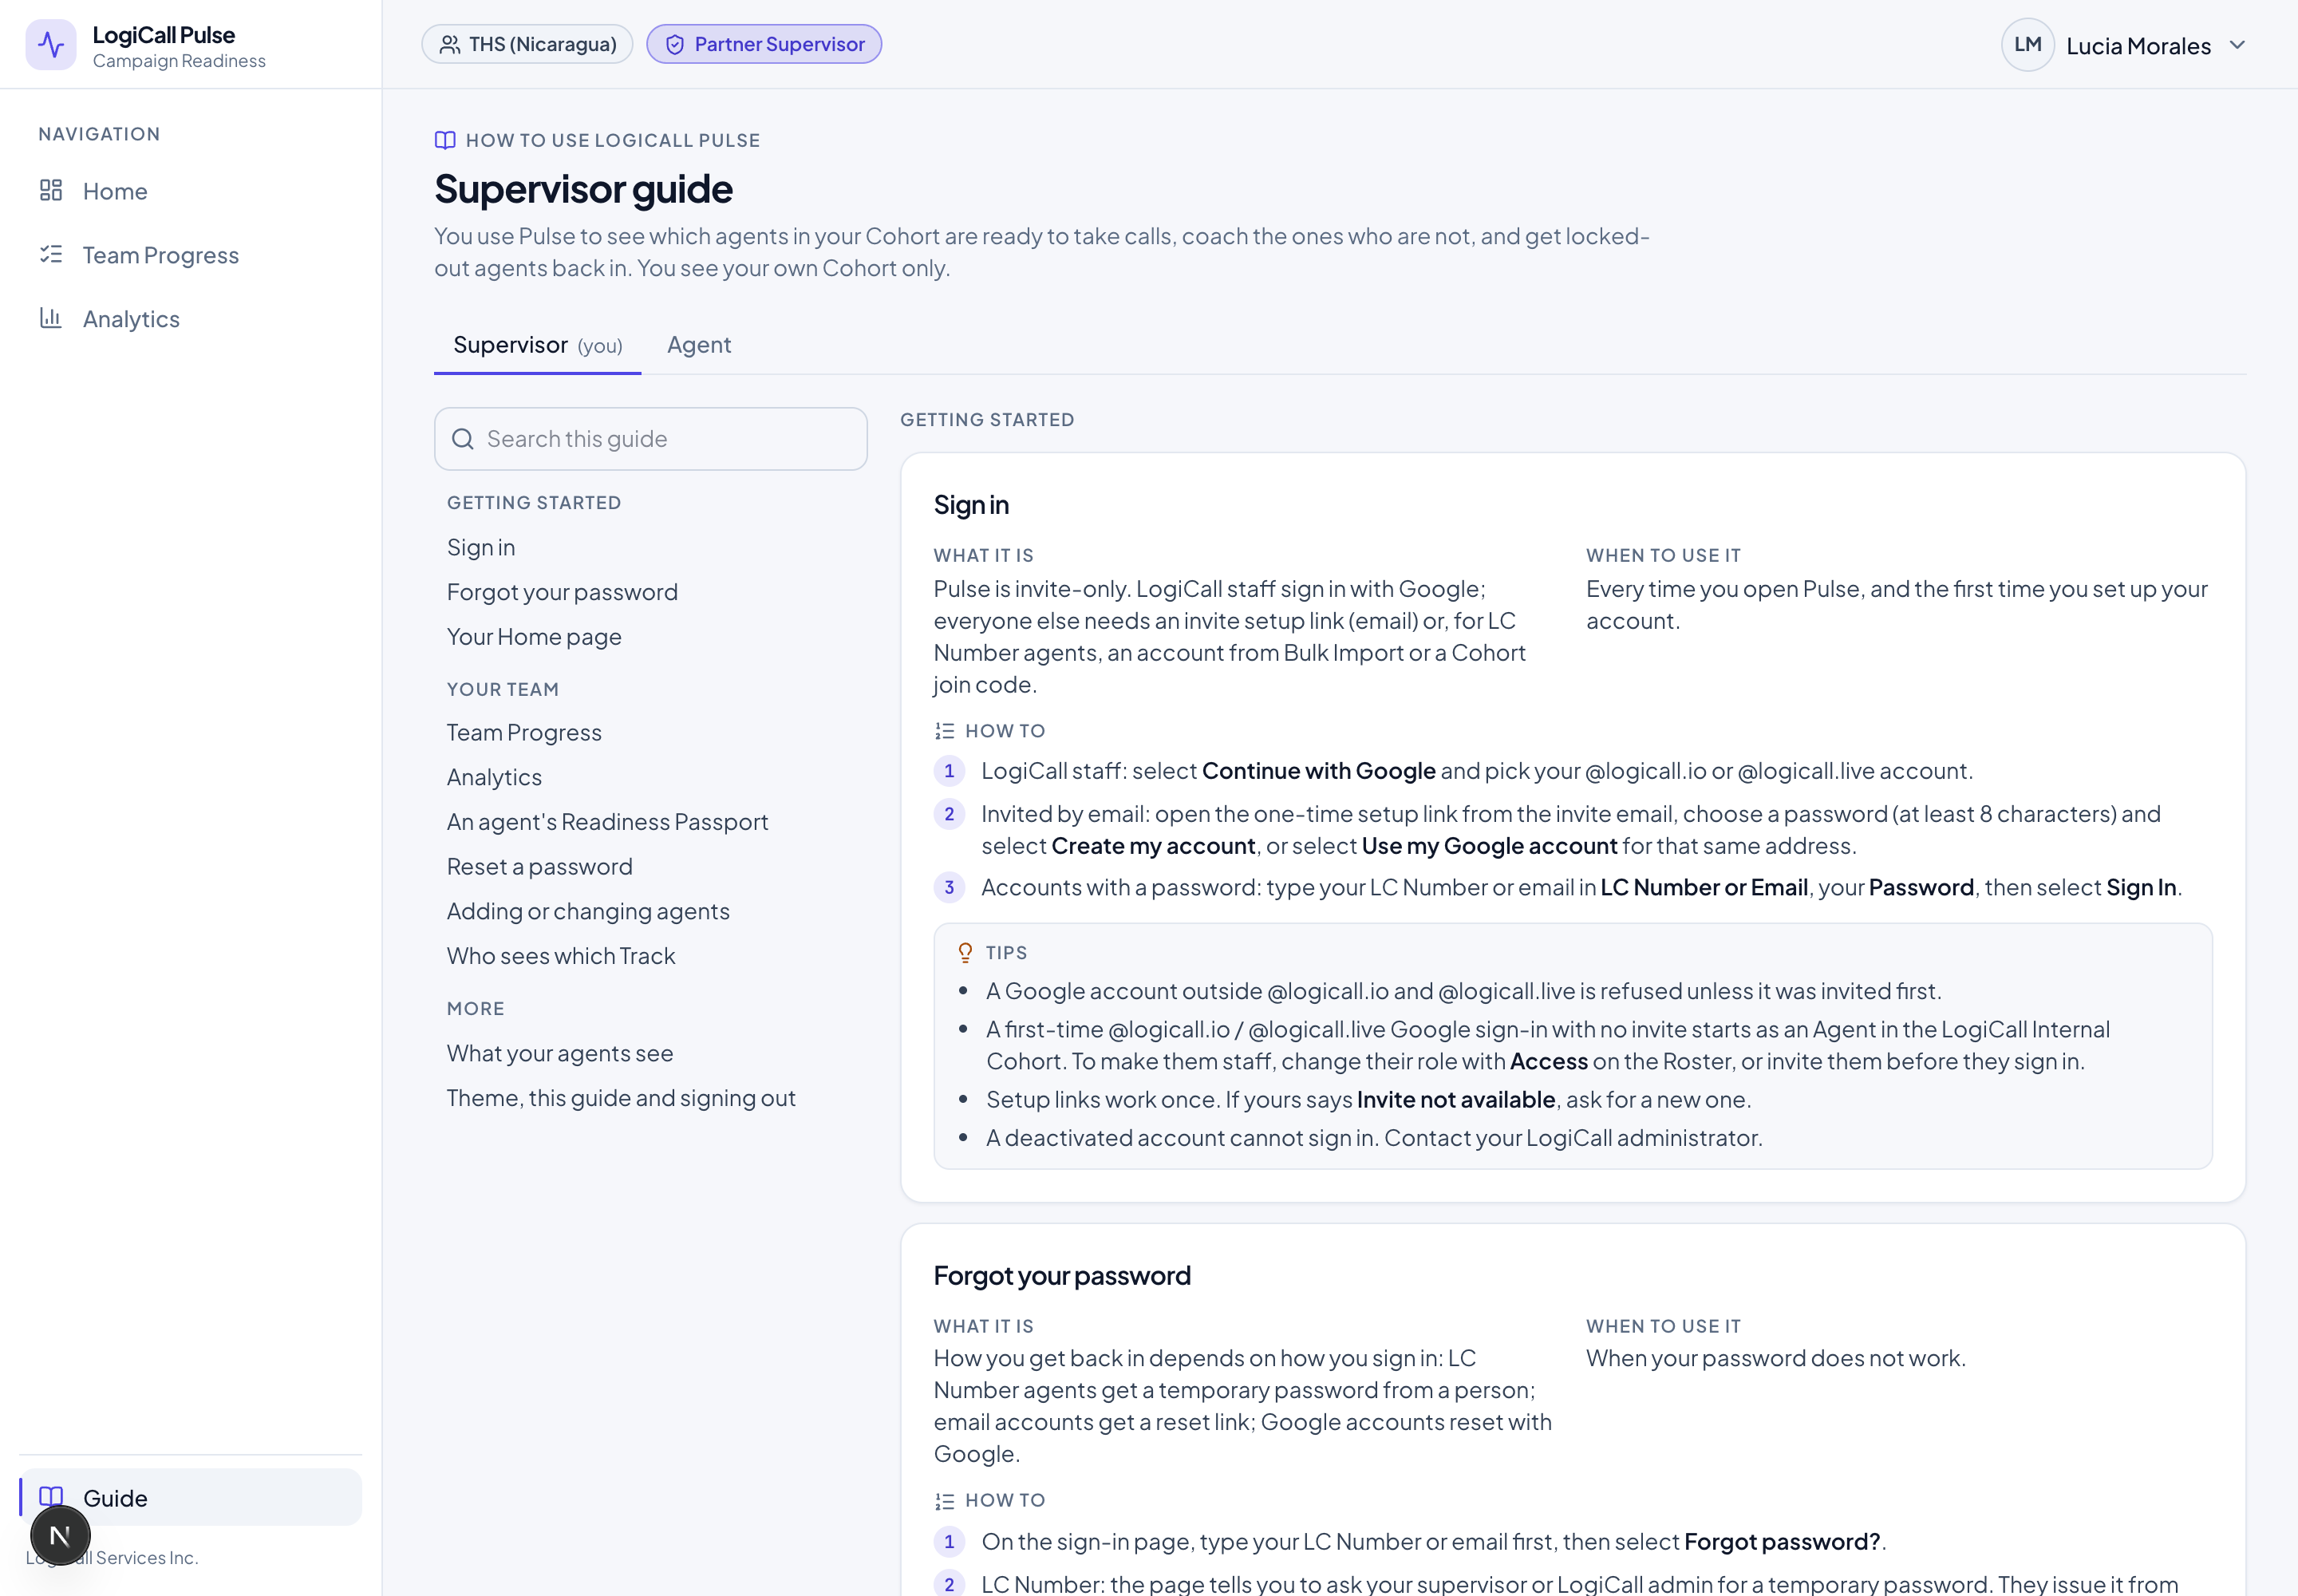 LogiCall Pulse
Campaign Readiness
THS (Nicaragua)
Partner Supervisor
LM
Lucia Morales
NAVIGATION
Home
Team Progress
Analytics
HOW TO USE LOGICALL PULSE
Supervisor guide
You use Pulse to see which agents in your Cohort are ready to take calls, coach the ones who are not, and get locked-
out agents back in. You see your own Cohort only.
Supervisor (you)
Agent
Search this guide
GETTING STARTED
Sign in
Forgot your password
Your Home page
YOUR TEAM
Team Progress
Analytics
An agent's Readiness Passport
Reset a password
Adding or changing agents
Who sees which Track
MORE
What your agents see
Theme, this guide and signing out
GETTING STARTED
Sign in
WHAT IT IS
Pulse is invite-only. LogiCall staff sign in with Google;
everyone else needs an invite setup link (email) or, for LC
Number agents, an account from Bulk Import or a Cohort
join code.
WHEN TO USE IT
Every time you open Pulse, and the first time you set up your
account.
HOW TO
1 LogiCall staff: select Continue with Google and pick your @logicall.io or @logicall.live account.
2 Invited by email: open the one-time setup link from the invite email, choose a password (at least 8 characters) and
select Create my account, or select Use my Google account for that same address.
3 Accounts with a password: type your LC Number or email in LC Number or Email, your Password, then select Sign In.
TIPS
• A Google account outside @logicall.io and @logicall.live is refused unless it was invited first.
• A first-time @logicall.io / @logicall.live Google sign-in with no invite starts as an Agent in the LogiCall Internal
Cohort. To make them staff, change their role with Access on the Roster, or invite them before they sign in.
• Setup links work once. If yours says Invite not available, ask for a new one.
• A deactivated account cannot sign in. Contact your LogiCall administrator.
Forgot your password
WHAT IT IS
How you get back in depends on how you sign in: LC
Number agents get a temporary password from a person;
email accounts get a reset link; Google accounts reset with
Google.
WHEN TO USE IT
When your password does not work.
HOW TO
1 On the sign-in page, type your LC Number or email first, then select Forgot password?.
2 LC Number: the page tells you to ask your supervisor or LogiCall admin for a temporary password. They issue it from
Guide
N
Services Inc.